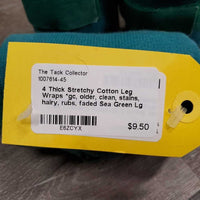 The Tack Collector
1007614-45
4 Thick Stretchy Cotton Leg
Wraps *gc, older, clean, stains,
hairy, rubs, faded Sea Green Lg
E6ZCYX
$9.50